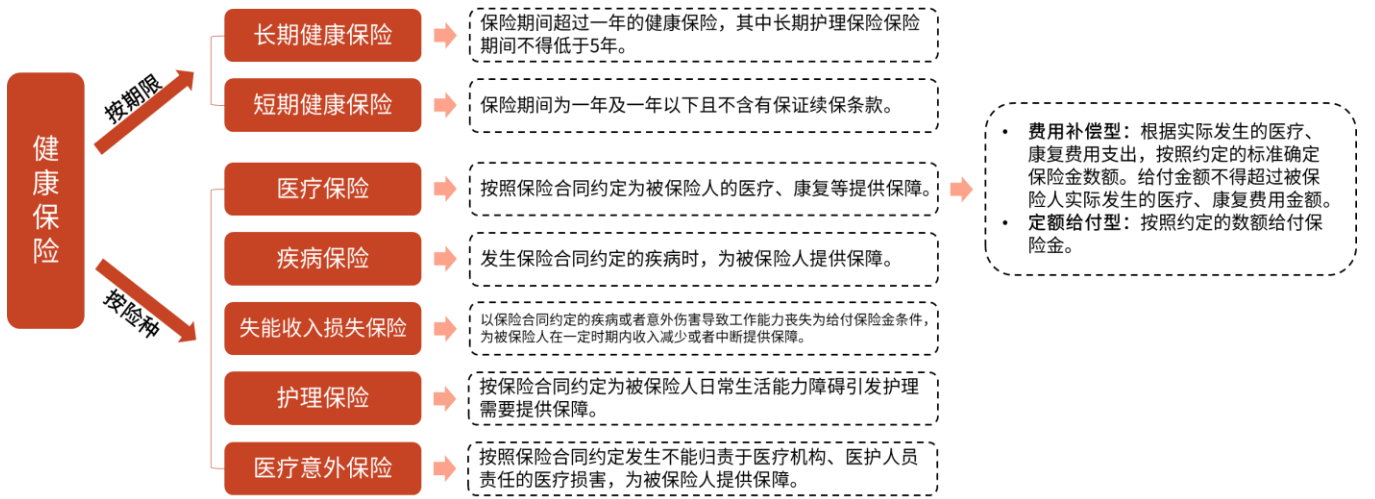 健康保险
按期限
长期健康保险
保险期间超过一年的健康保险，其中长期护理保险保险
期间不得低于5年。
短期健康保险
保险期间为一年及一年以下且不含有保证续保条款。
按险种
医疗保险
按照保险合同约定为被保险人的医疗、康复等提供保障。
• 费用补偿型：根据实际发生的医疗、
康复费用支出，按照约定的标准确定
保险金数额。给付金额不得超过被保
险人实际发生的医疗、康复费用金额。
• 定额给付型：按照约定的数额给付保
险金。
疾病保险
发生保险合同约定的疾病时，为被保险人提供保障。
失能收入损失保险
以保险合同约定的疾病或者意外伤害导致工作能力丧失为给付保险金条件，
为被保险人在一定时期内收入减少或者中断提供保障。
护理保险
按保险合同约定为被保险人日常生活能力障碍引发护理
需要提供保障。
医疗意外保险
按照保险合同约定发生不能归责于医疗机构、医护人员
责任的医疗损害，为被保险人提供保障。